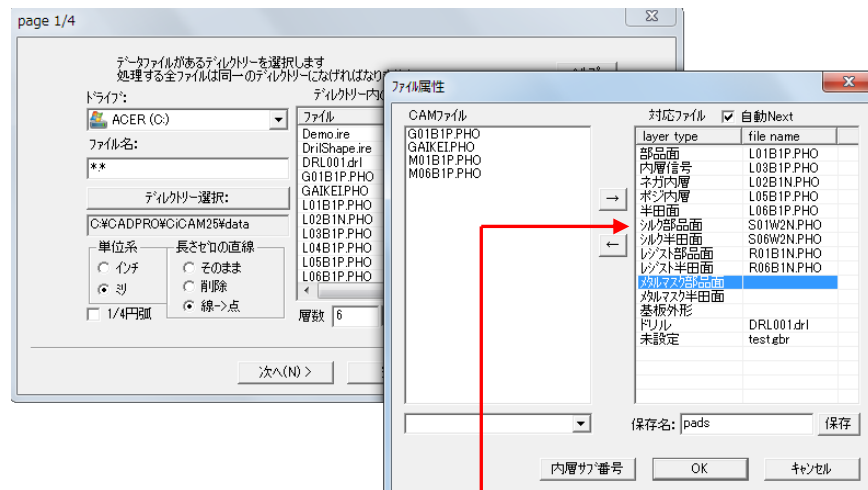 page 1/4
データファイルがあるディレクトリーを選択します
処理する全ファイルは同一のディレクトリーになければなり
ドライブ:
ACER (C:)
ファイル名:
*.*
ディレクトリー選択:
C:¥CADPRO¥CiCAM25¥data
単位系
インチ
ミリ
1/4円弧
長さゼロの直線
そのまま
削除
線->点
ディレクトリー内の
ファイル
Demo.ire
DrilShape.ire
DRL001.drl
G01B1P.PHO
GAIKEI.PHO
L01B1P.PHO
L02B1N.PHO
L03B1P.PHO
L04B1P.PHO
L05B1P.PHO
L06B1P.PHO
層数 6
次へ(N) >
ファイル属性
CAMファイル
G01B1P.PHO
GAIKEI.PHO
M01B1P.PHO
M06B1P.PHO
→
←
対応ファイル 自動Next
layer type file name
部品面 L01B1P.PHO
内層信号 L03B1P.PHO
ネガ内層 L02B1N.PHO
ポジ内層 L05B1P.PHO
半田面 L06B1P.PHO
シルク部品面 S01W2N.PHO
シルク半田面 S06W2N.PHO
レジスト部品面 R01B1N.PHO
レジスト半田面 R06B1N.PHO
メタルマスク部品面
メタルマスク半田面
基板外形
ドリル DRL001.drl
未設定 test.gbr
保存名: pads 保存
内層サブ番号 OK キャンセル